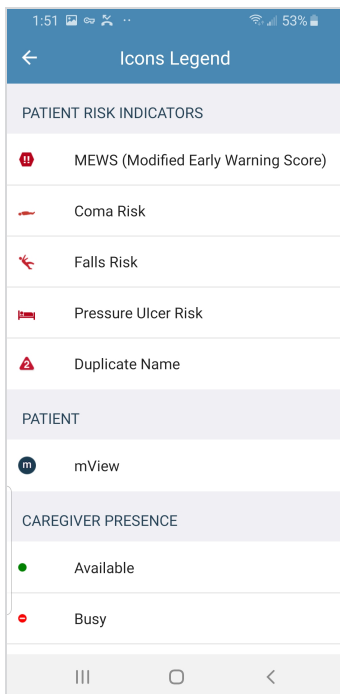 1:51 53%
Icons Legend
PATIENT RISK INDICATORS
!! MEWS (Modified Early Warning Score)
Coma Risk
Falls Risk
Pressure Ulcer Risk
2 Duplicate Name
PATIENT
m mView
CAREGIVER PRESENCE
Available
Busy